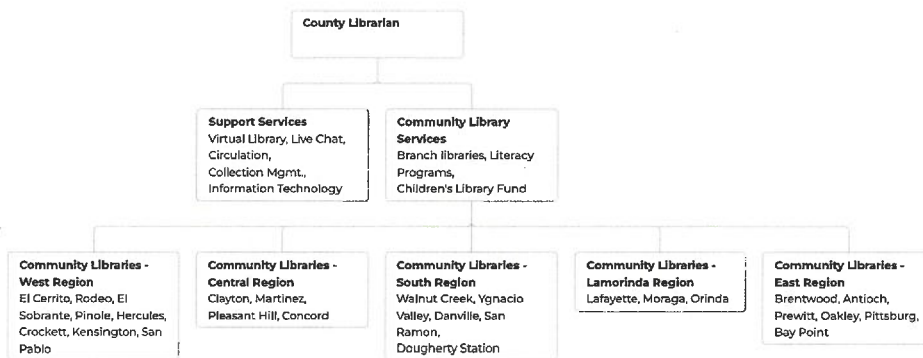 County Librarian
Support Services
Virtual Library, Live Chat,
Circulation,
Collection Mgmt.,
Information Technology
Community Library
Services
Branch libraries, Literacy
Programs,
Children's Library Fund
Community Libraries -
West Region
El Cerrito, Rodeo, El
Sobrante, Pinole, Hercules,
Crockett, Kensington, San
Pablo
Community Libraries -
Central Region
Clayton, Martinez,
Pleasant Hill, Concord
Community Libraries -
South Region
Walnut Creek, Ygnacio
Valley, Danville, San
Ramon,
Dougherty Station
Community Libraries -
Lamorinda Region
Lafayette, Moraga, Orinda
Community Libraries -
East Region
Brentwood, Antioch,
Prewitt, Oakley, Pittsburg,
Bay Point